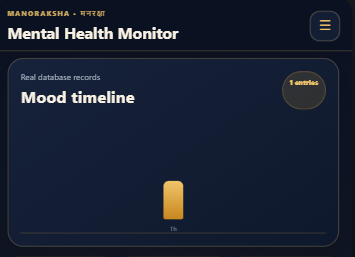 MANORAKSHA • मनरक्षा
Mental Health Monitor
☰
Real database records
Mood timeline
1 entries
Th